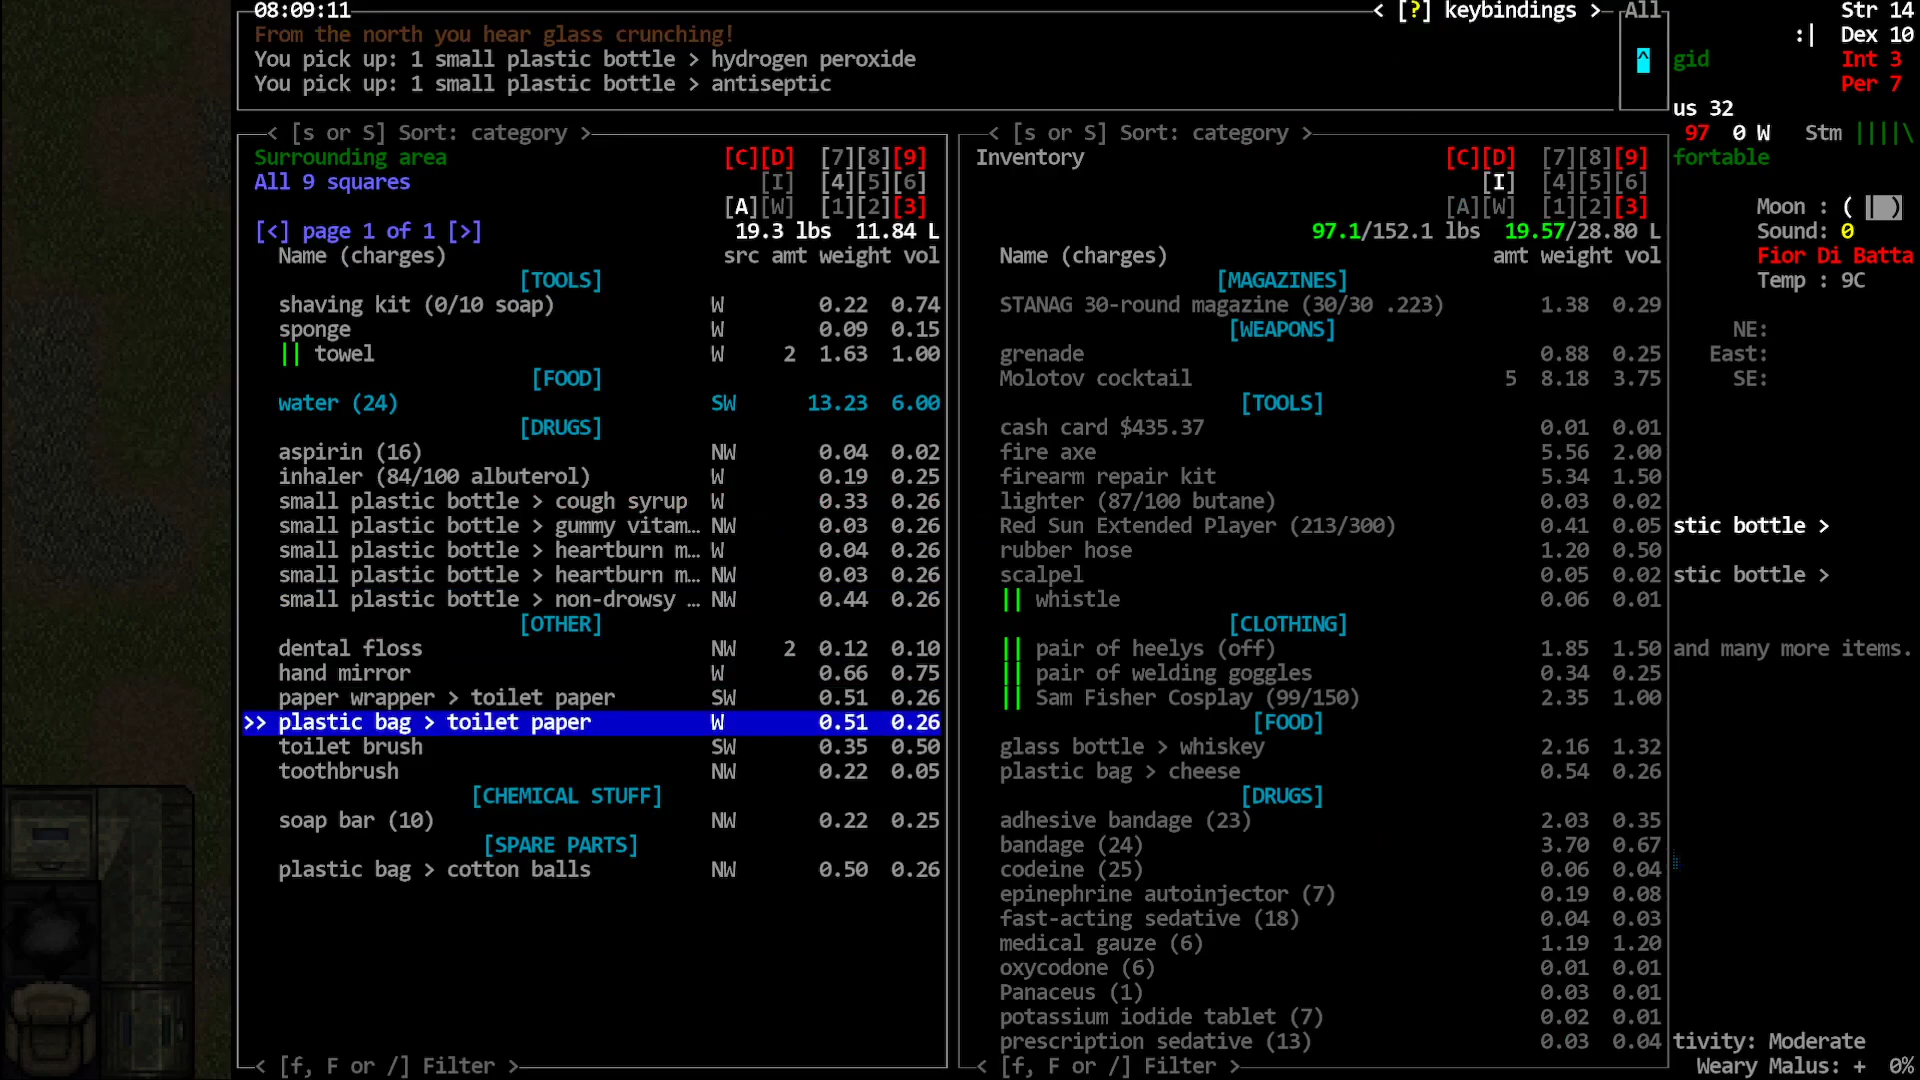 08:09:11
< [?] keybindings >
All
Str 14
From the north you hear glass crunching!
:| Dex 10
You pick up: 1 small plastic bottle > hydrogen peroxide
^
gid
Int 3
You pick up: 1 small plastic bottle > antiseptic
Per 7
us 32
< [s or S] Sort: category >
< [s or S] Sort: category >
97 0 W Stm ||||\
Surrounding area [C][D] [7][8][9]
Inventory [C][D] [7][8][9]
fortable
All 9 squares [I] [4][5][6]
[I] [4][5][6]
[A][W] [1][2][3]
[A][W] [1][2][3]
Moon : ( | )
[<] page 1 of 1 [>] 19.3 lbs 11.84 L
97.1/152.1 lbs 19.57/28.80 L
Sound: 0
Name (charges) src amt weight vol
Name (charges) amt weight vol
Fior Di Batta
[TOOLS]
[MAGAZINES]
Temp : 9C
shaving kit (0/10 soap) W 0.22 0.74
STANAG 30-round magazine (30/30 .223) 1.38 0.29
sponge W 0.09 0.15
[WEAPONS]
NE:
|| towel W 2 1.63 1.00
grenade 0.88 0.25
East:
[FOOD]
Molotov cocktail 5 8.18 3.75
SE:
water (24) SW 13.23 6.00
[TOOLS]
[DRUGS]
cash card $435.37 0.01 0.01
aspirin (16) NW 0.04 0.02
fire axe 5.56 2.00
inhaler (84/100 albuterol) W 0.19 0.25
firearm repair kit 5.34 1.50
small plastic bottle > cough syrup W 0.33 0.26
lighter (87/100 butane) 0.03 0.02
small plastic bottle > gummy vitam… NW 0.03 0.26
Red Sun Extended Player (213/300) 0.41 0.05
stic bottle >
small plastic bottle > heartburn m… W 0.04 0.26
rubber hose 1.20 0.50
small plastic bottle > heartburn m… NW 0.03 0.26
scalpel 0.05 0.02
stic bottle >
small plastic bottle > non-drowsy … NW 0.44 0.26
|| whistle 0.06 0.01
[OTHER]
[CLOTHING]
dental floss NW 2 0.12 0.10
|| pair of heelys (off) 1.85 1.50
and many more items.
hand mirror W 0.66 0.75
|| pair of welding goggles 0.34 0.25
paper wrapper > toilet paper SW 0.51 0.26
|| Sam Fisher Cosplay (99/150) 2.35 1.00
>> plastic bag > toilet paper W 0.51 0.26
[FOOD]
toilet brush SW 0.35 0.50
glass bottle > whiskey 2.16 1.32
toothbrush NW 0.22 0.05
plastic bag > cheese 0.54 0.26
[CHEMICAL STUFF]
[DRUGS]
soap bar (10) NW 0.22 0.25
adhesive bandage (23) 2.03 0.35
[SPARE PARTS]
bandage (24) 3.70 0.67
plastic bag > cotton balls NW 0.50 0.26
codeine (25) 0.06 0.04
epinephrine autoinjector (7) 0.19 0.08
fast-acting sedative (18) 0.04 0.03
medical gauze (6) 1.19 1.20
oxycodone (6) 0.01 0.01
Panaceus (1) 0.03 0.01
potassium iodide tablet (7) 0.02 0.01
prescription sedative (13) 0.03 0.04
tivity: Moderate
< [f, F or /] Filter >
< [f, F or /] Filter >
Weary Malus: + 0%